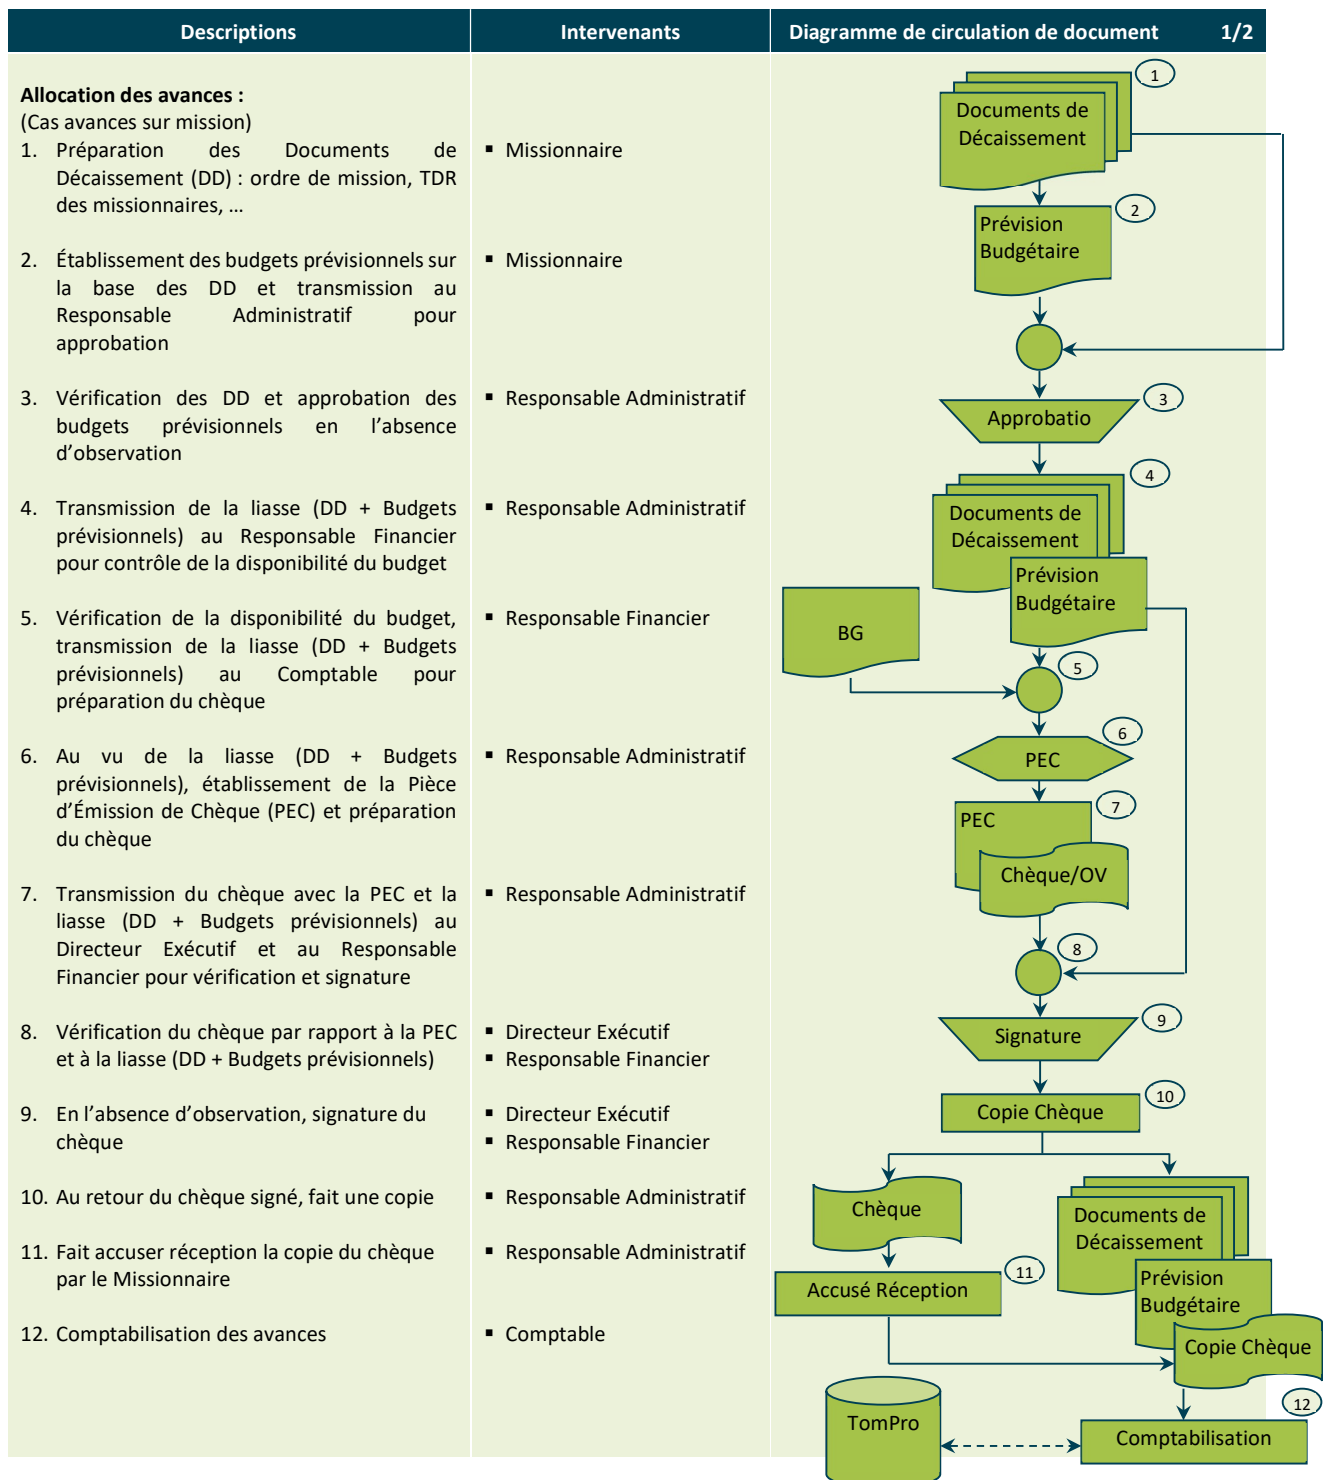 Descriptions
Intervenants
Diagramme de circulation de document 1/2
Allocation des avances :
(Cas avances sur mission)
1. Préparation des Documents de
Décaissement (DD) : ordre de mission, TDR
des missionnaires, …
▪ Missionnaire
2. Établissement des budgets prévisionnels sur
la base des DD et transmission au
Responsable Administratif pour
approbation
▪ Missionnaire
3. Vérification des DD et approbation des
budgets prévisionnels en l’absence
d’observation
▪ Responsable Administratif
4. Transmission de la liasse (DD + Budgets
prévisionnels) au Responsable Financier
pour contrôle de la disponibilité du budget
▪ Responsable Administratif
5. Vérification de la disponibilité du budget,
transmission de la liasse (DD + Budgets
prévisionnels) au Comptable pour
préparation du chèque
▪ Responsable Financier
6. Au vu de la liasse (DD + Budgets
prévisionnels), établissement de la Pièce
d’Émission de Chèque (PEC) et préparation
du chèque
▪ Responsable Administratif
7. Transmission du chèque avec la PEC et la
liasse (DD + Budgets prévisionnels) au
Directeur Exécutif et au Responsable
Financier pour vérification et signature
▪ Responsable Administratif
8. Vérification du chèque par rapport à la PEC
et à la liasse (DD + Budgets prévisionnels)
▪ Directeur Exécutif
▪ Responsable Financier
9. En l’absence d’observation, signature du
chèque
▪ Directeur Exécutif
▪ Responsable Financier
10. Au retour du chèque signé, fait une copie
▪ Responsable Administratif
11. Fait accuser réception la copie du chèque
par le Missionnaire
▪ Responsable Administratif
12. Comptabilisation des avances
▪ Comptable
1
Documents de
Décaissement
2
Prévision
Budgétaire
3
Approbatio
4
Documents de
Décaissement
Prévision
Budgétaire
BG
5
6
PEC
7
PEC
Chèque/OV
8
9
Signature
10
Copie Chèque
Chèque
Documents de
Décaissement
11
Accusé Réception
Prévision
Budgétaire
Copie Chèque
12
TomPro
Comptabilisation